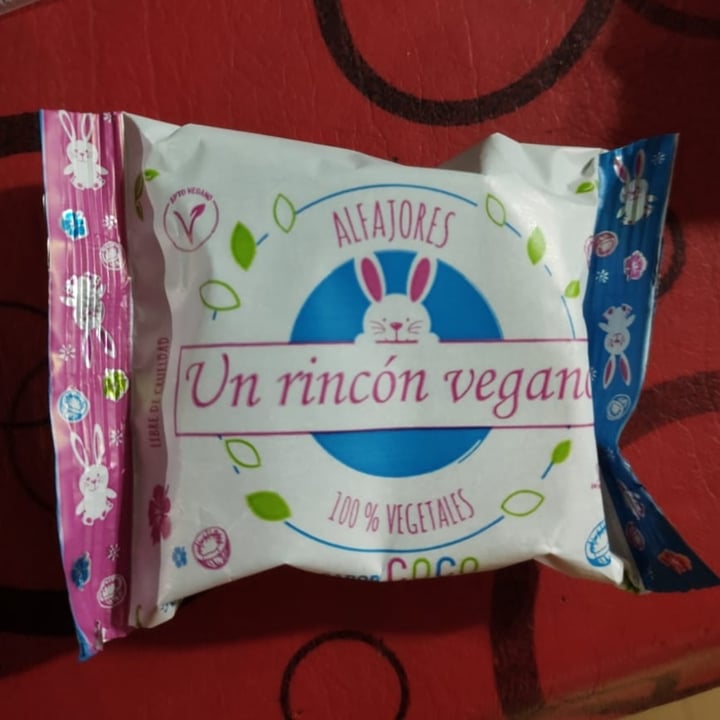 APTO VEGANO
ALFAJORES
Un rincón vegano
LIBRE DE CRUELDAD
100 % VEGETALES
COCO